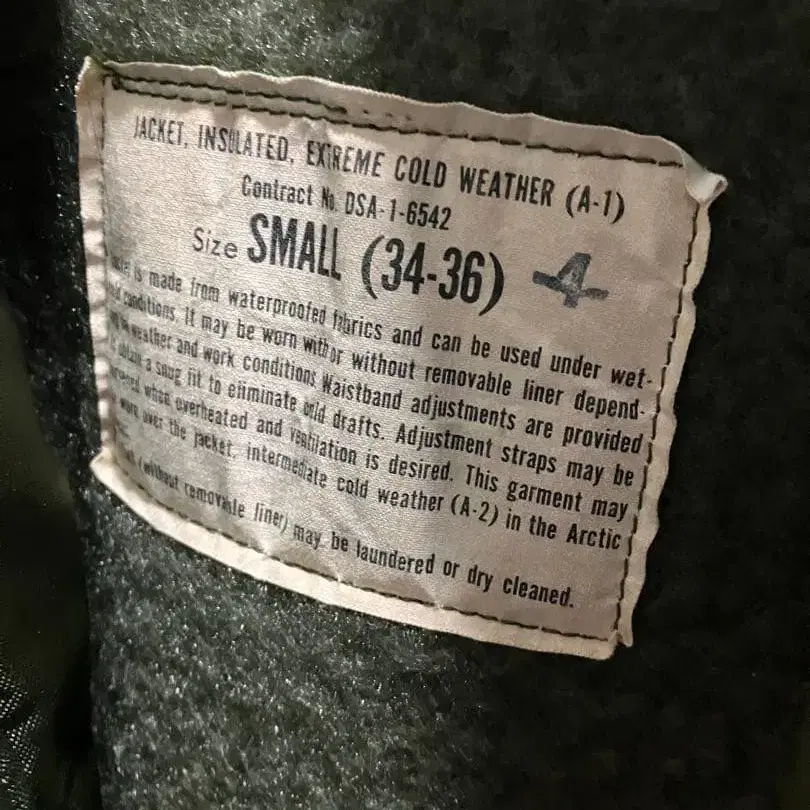 JACKET, INSULATED, EXTREME COLD WEATHER (A-1)
Contract No. DSA-1-6542
Size SMALL (34-36) 4
is made from waterproofed fabrics and can be used under wet-
conditions. It may be worn with or without removable liner depend-
weather and work conditions Waistband adjustments are provided
obtain a snug fit to eliminate cold drafts. Adjustment straps may be
when overheated and ventilation is desired. This garment may
worn over the jacket, intermediate cold weather (A-2) in the Arctic
(without removable liner) may be laundered or dry cleaned.